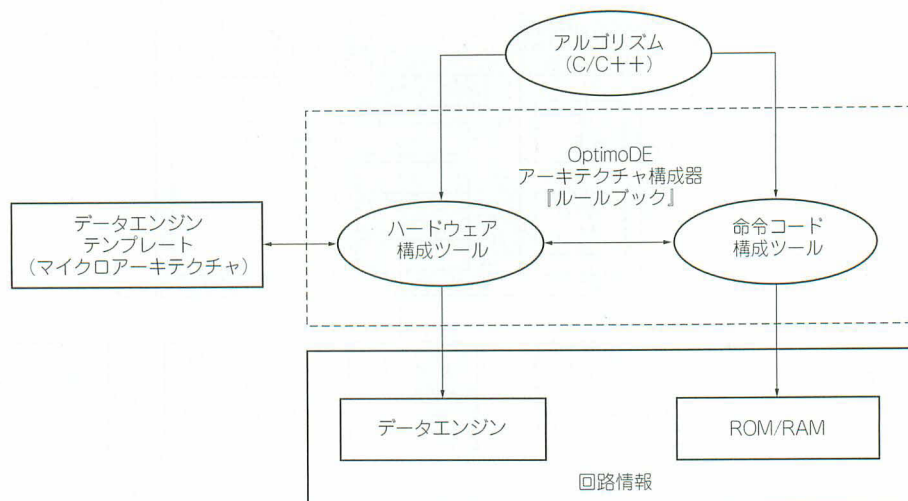 アルゴリズム
(C/C++)
OptimoDE
アーキテクチャ構成器
『ルールブック』
データエンジン
テンプレート
(マイクロアーキテクチャ)
ハードウェア
構成ツール
命令コード
構成ツール
データエンジン
ROM/RAM
回路情報